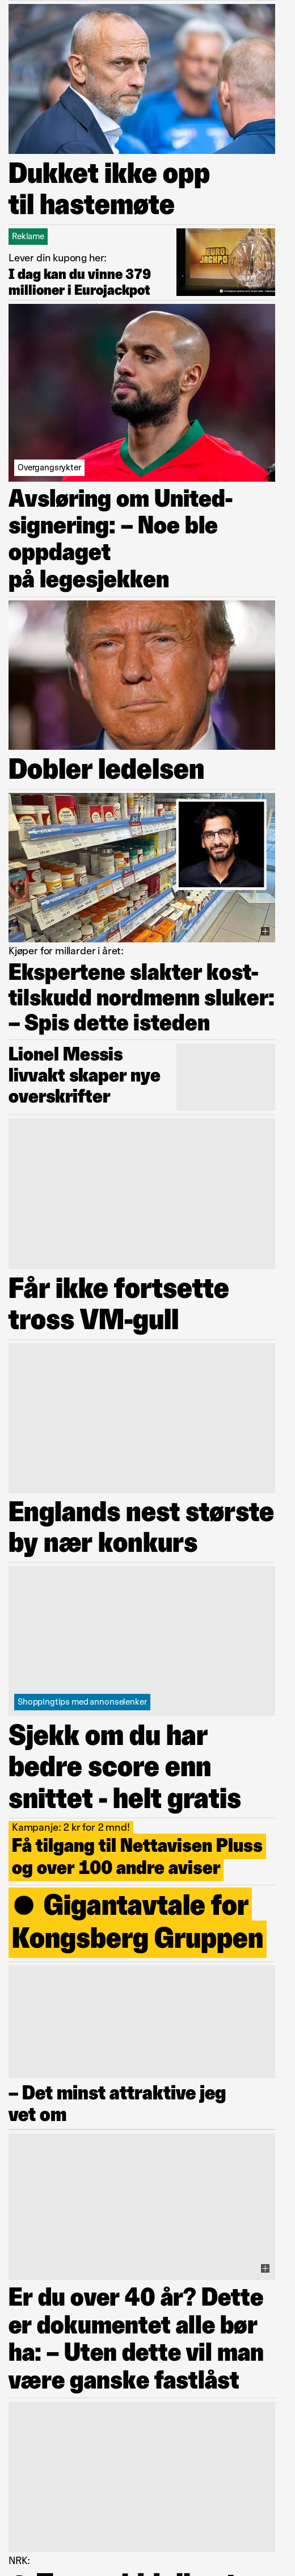 Dukket ikke opp
til hastemøte
Reklame
Lever din kupong her:
I dag kan du vinne 379
millioner i Eurojackpot
EURO
JACKPOT
Overgangsrykter
Avsløring om United-
signering: – Noe ble
oppdaget
på legesjekken
Dobler ledelsen
Kjøper for millarder i året:
Ekspertene slakter kost-
tilskudd nordmenn sluker:
– Spis dette isteden
Lionel Messis
livvakt skaper nye
overskrifter
Får ikke fortsette
tross VM-gull
Englands nest største
by nær konkurs
Shoppingtips med annonselenker
Sjekk om du har
bedre score enn
snittet - helt gratis
Kampanje: 2 kr for 2 mnd!
Få tilgang til Nettavisen Pluss
og over 100 andre aviser
Gigantavtale for
Kongsberg Gruppen
– Det minst attraktive jeg
vet om
Er du over 40 år? Dette
er dokumentet alle bør
ha: – Uten dette vil man
være ganske fastlåst
NRK: